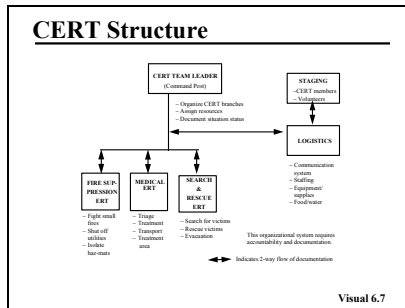 CERT Structure
CERT TEAM LEADER
(Command Post)
– Organize CERT branches
– Assign resources
– Document situation status
STAGING
–CERT members
– Volunteers
LOGISTICS
– Communication
system
– Staffing
– Equipment/
supplies
– Food/water
FIRE SUP-
PRESSION
ERT
– Fight small
fires
– Shut off
utilities
– Isolate
haz-mats
MEDICAL
ERT
– Triage
– Treatment
– Transport
– Treatment
area
SEARCH
&
RESCUE
ERT
– Search for victims
– Rescue victims
– Evacuation
This organizational system requires
accountability and documentation.
Indicates 2-way flow of documentation
Visual 6.7